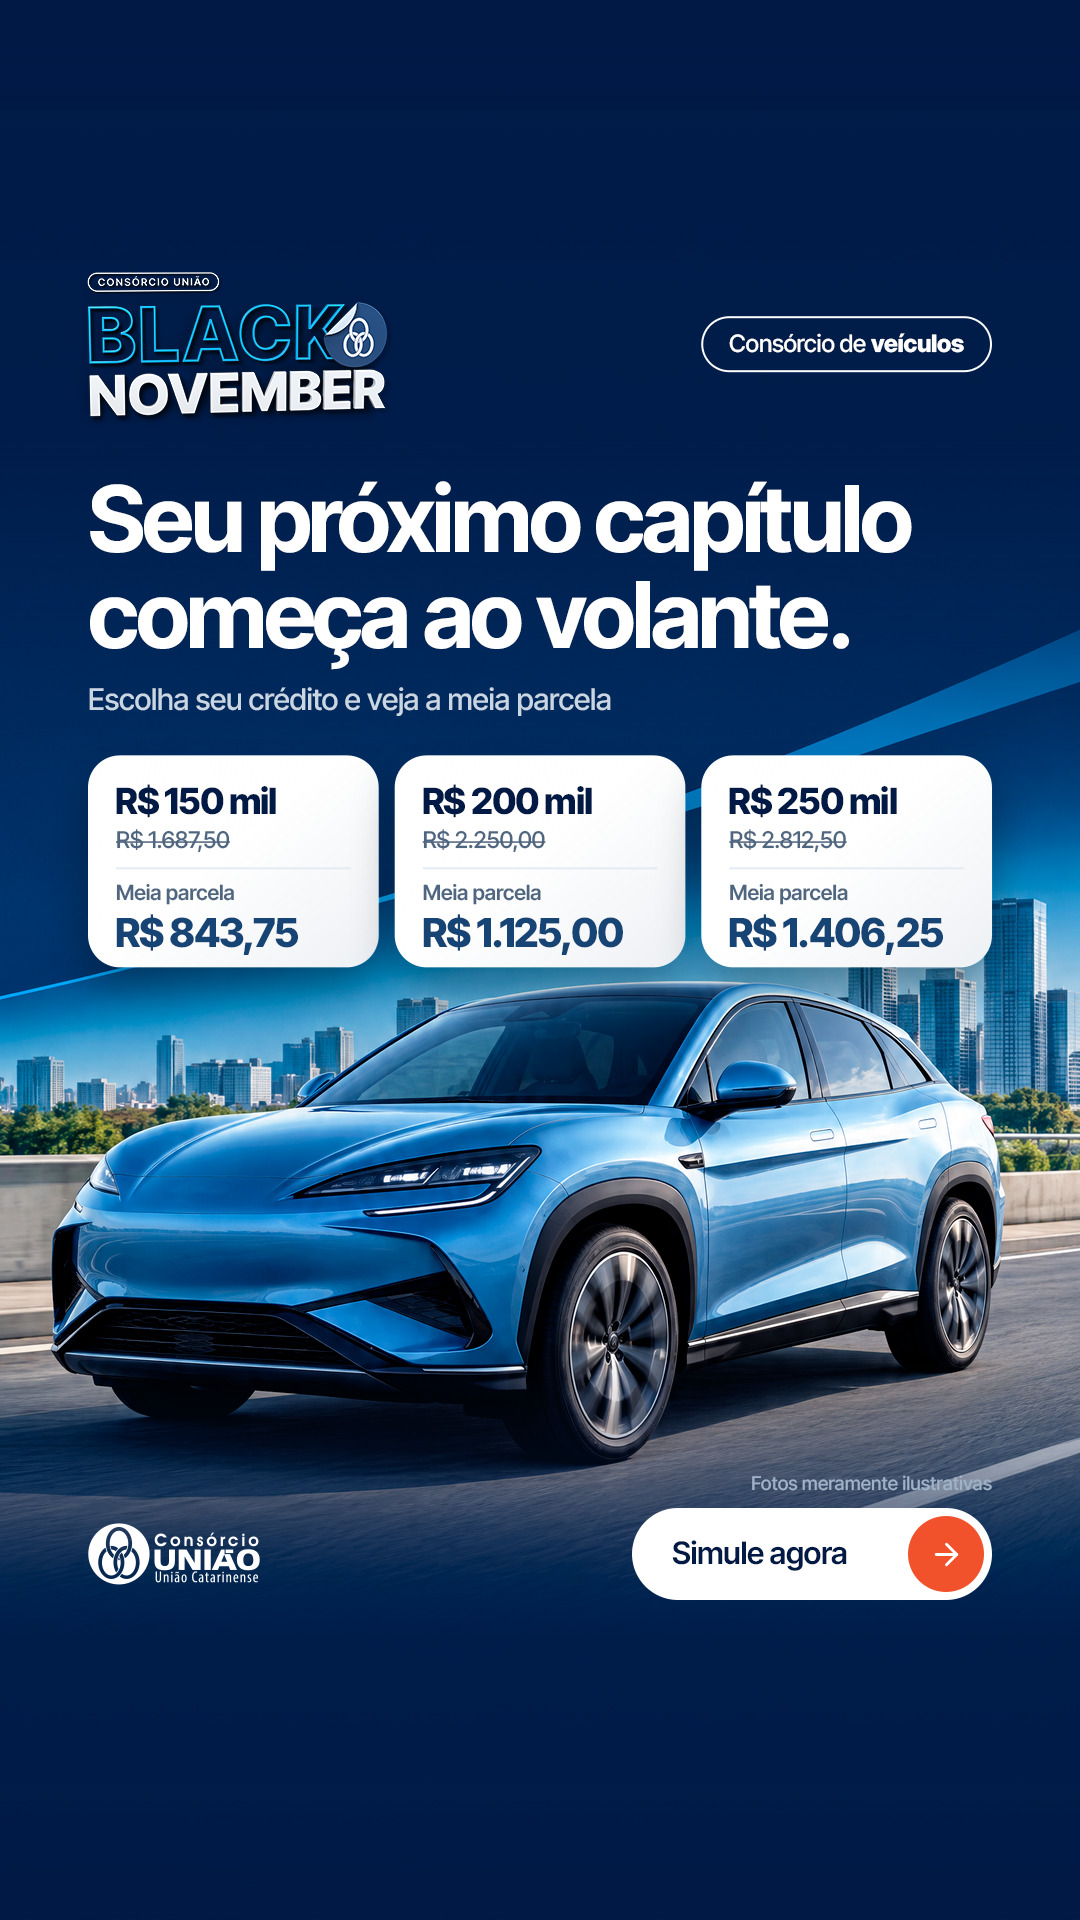 CONSÓRCIO UNIÃO
BLACK
NOVEMBER
Consórcio de veículos
Seu próximo capítulo
começa ao volante.
Escolha seu crédito e veja a meia parcela
R$ 150 mil
R$ 1.687,50
Meia parcela
R$ 843,75
R$ 200 mil
R$ 2.250,00
Meia parcela
R$ 1.125,00
R$ 250 mil
R$ 2.812,50
Meia parcela
R$ 1.406,25
Fotos meramente ilustrativas
Consórcio
UNIÃO
União Catarinense
Simule agora